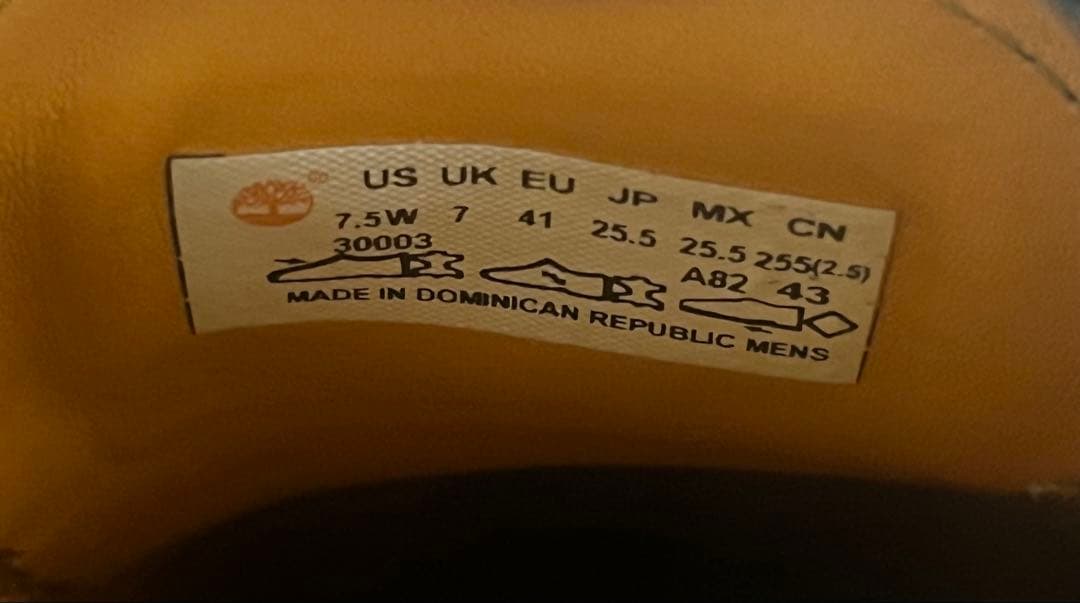 US UK EU JP MX CN
7.5W 7 41 25.5 25.5 255(2.5)
30003 A82 43
MADE IN DOMINICAN REPUBLIC MENS